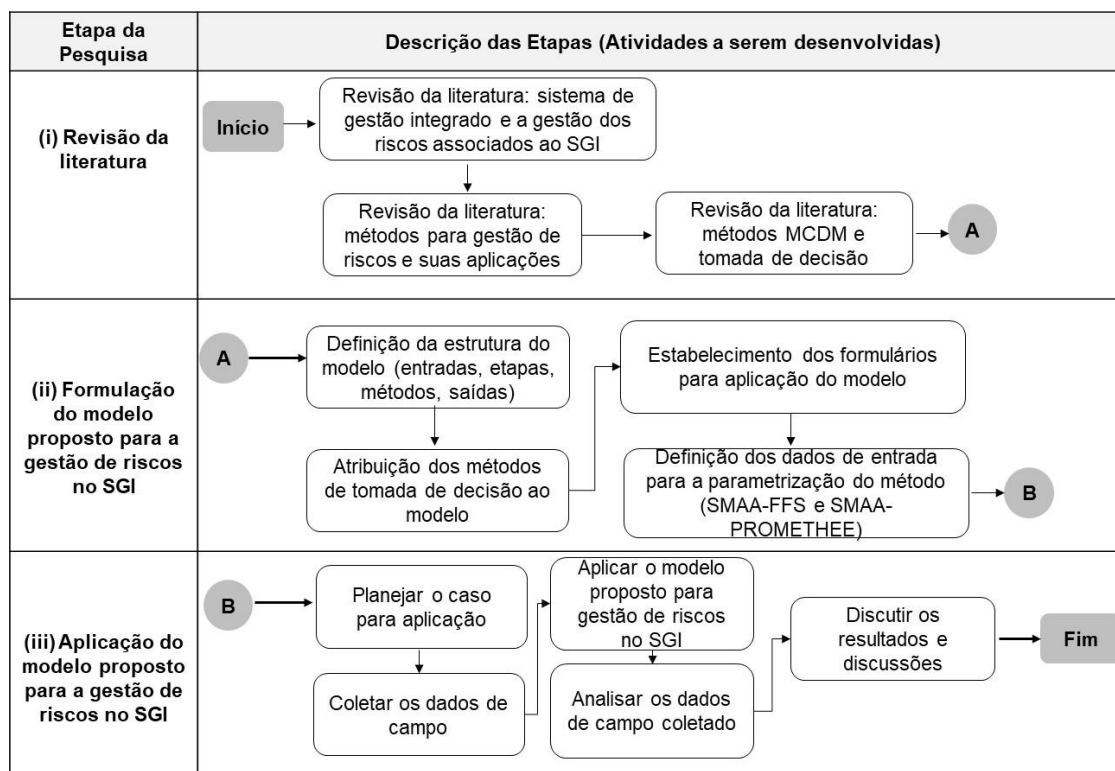 Etapa da
Pesquisa
Descrição das Etapas (Atividades a serem desenvolvidas)
(i) Revisão da
literatura
Início
Revisão da literatura: sistema de
gestão integrado e a gestão dos
riscos associados ao SGI
Revisão da literatura:
métodos para gestão de
riscos e suas aplicações
Revisão da literatura:
métodos MCDM e
tomada de decisão
A
(ii) Formulação
do modelo
proposto para a
gestão de riscos
no SGI
A
Definição da estrutura do
modelo (entradas, etapas,
métodos, saídas)
Atribuição dos métodos
de tomada de decisão ao
modelo
Estabelecimento dos formulários
para aplicação do modelo
Definição dos dados de entrada
para a parametrização do método
(SMAA-FFS e SMAA-
PROMETHEE)
B
(iii) Aplicação do
modelo proposto
para a gestão de
riscos no SGI
B
Planejar o caso
para aplicação
Coletar os dados de
campo
Aplicar o modelo
proposto para
gestão de riscos
no SGI
Analisar os dados
de campo coletado
Discutir os
resultados e
discussões
Fim